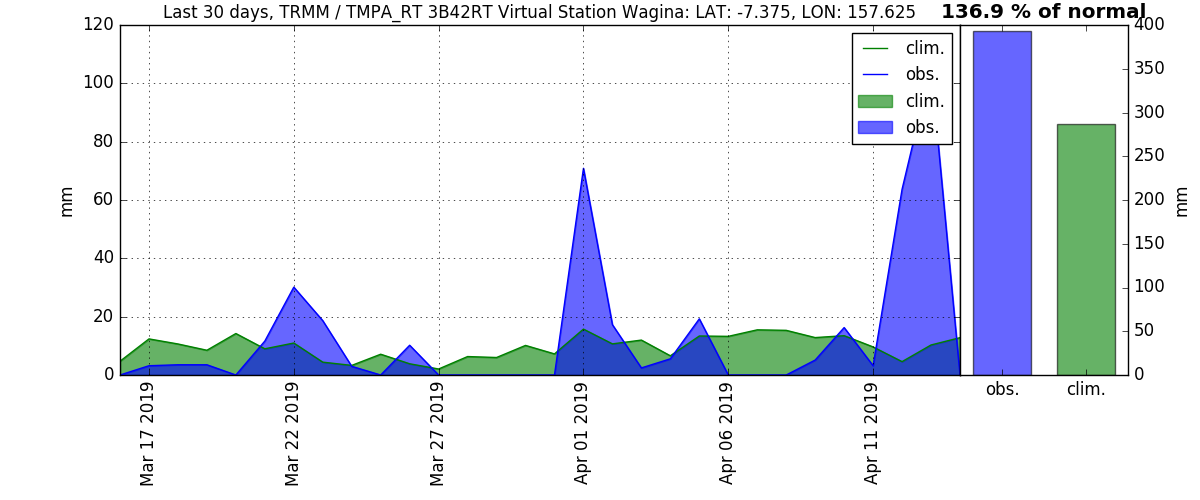 Last 30 days, TRMM / TMPA_RT 3B42RT Virtual Station Wagina: LAT: -7.375, LON: 157.625
136.9 % of normal
120
100
80
60
40
20
0
mm
clim.
obs.
clim.
obs.
400
350
300
250
200
150
100
50
0
mm
Mar 17 2019
Mar 22 2019
Mar 27 2019
Apr 01 2019
Apr 06 2019
Apr 11 2019
obs.
clim.